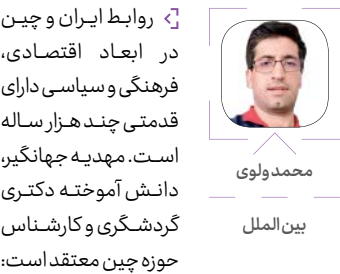 روابط ایران و چین
در ابعاد اقتصادی،
فرهنگی و سیاسی دارای
قدمتی چند هزار ساله
است. مهدیه جهانگیر،
دانش آموخته دکتری
گردشگری و کارشناس
حوزه چین معتقد است:
محمد ولوی
بین الملل